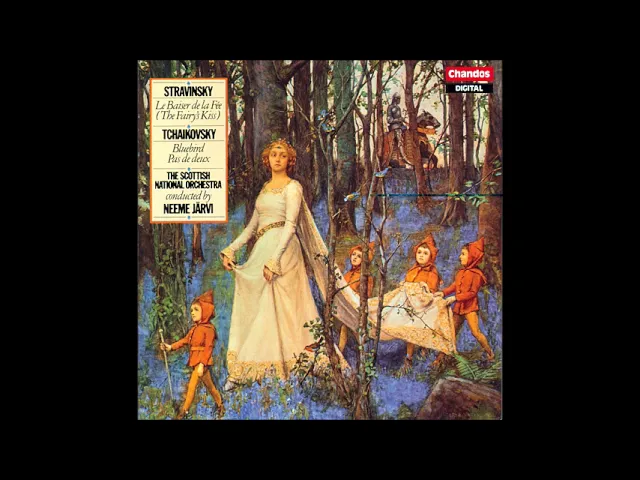 STRAVINSKY
Le Baiser de la Fée
(The Fairy's Kiss)
TCHAIKOVSKY
Bluebird
Pas de deux
THE SCOTTISH
NATIONAL ORCHESTRA
conducted by
NEEME JÄRVI
Chandos
DIGITAL